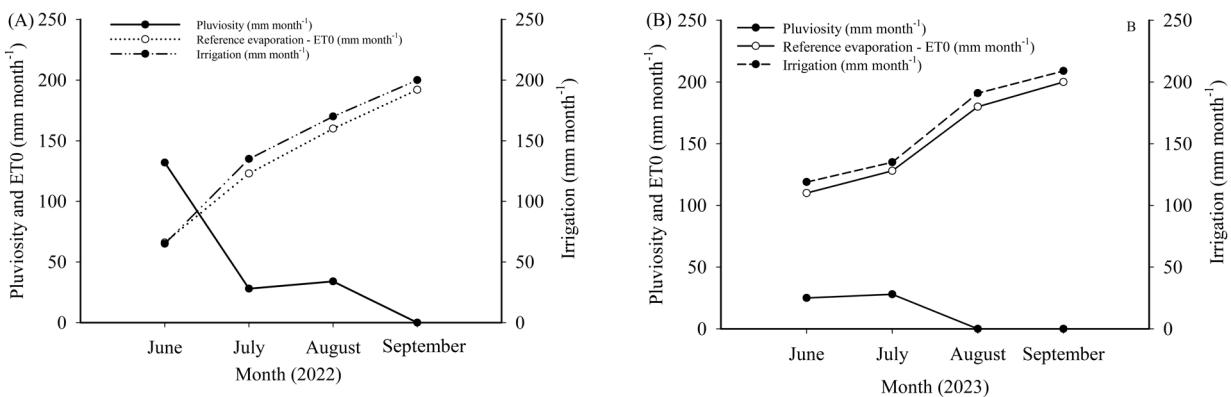 (A)
Pluviosity (mm month⁻¹)
Reference evaporation - ET0 (mm month⁻¹)
Irrigation (mm month⁻¹)
Pluviosity and ET0 (mm month⁻¹)
250
200
150
100
50
0
Irrigation (mm month⁻¹)
250
200
150
100
50
0
June July August September
Month (2022)
(B)
B
Pluviosity (mm month⁻¹)
Reference evaporation - ET0 (mm month⁻¹)
Irrigation (mm month⁻¹)
Pluviosity and ET0 (mm month⁻¹)
250
200
150
100
50
0
Irrigation (mm month⁻¹)
250
200
150
100
50
0
June July August September
Month (2023)